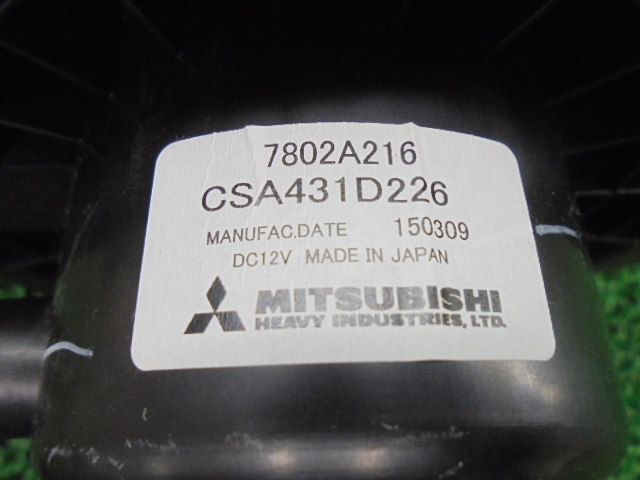 7802A216
CSA431D226
MANUFAC.DATE 150309
DC12V MADE IN JAPAN
MITSUBISHI
HEAVY INDUSTRIES, LTD.